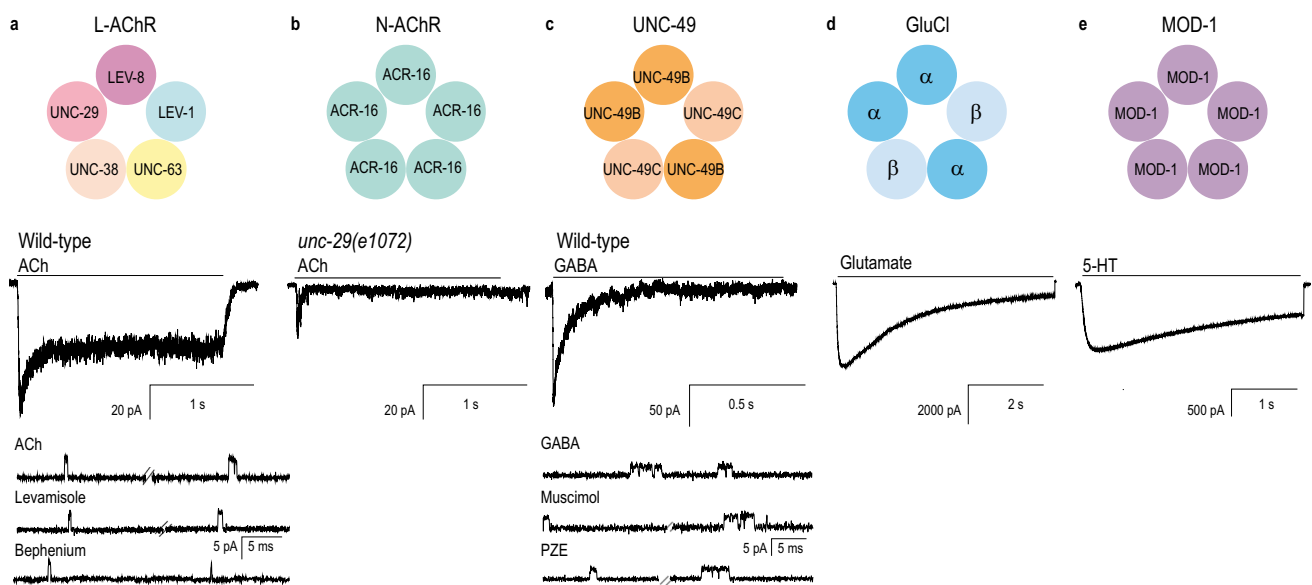 a L-AChR
LEV-8
UNC-29 LEV-1
UNC-38 UNC-63
Wild-type
ACh
20 pA 1 s
ACh
Levamisole
5 pA 5 ms
Bephenium
b N-AChR
ACR-16
ACR-16 ACR-16
ACR-16 ACR-16
unc-29(e1072)
ACh
20 pA 1 s
c UNC-49
UNC-49B
UNC-49B UNC-49C
UNC-49C UNC-49B
Wild-type
GABA
50 pA 0.5 s
GABA
Muscimol
5 pA 5 ms
PZE
d GluCl
α
α β
β α
Glutamate
2000 pA 2 s
e MOD-1
MOD-1
MOD-1 MOD-1
MOD-1 MOD-1
5-HT
500 pA 1 s